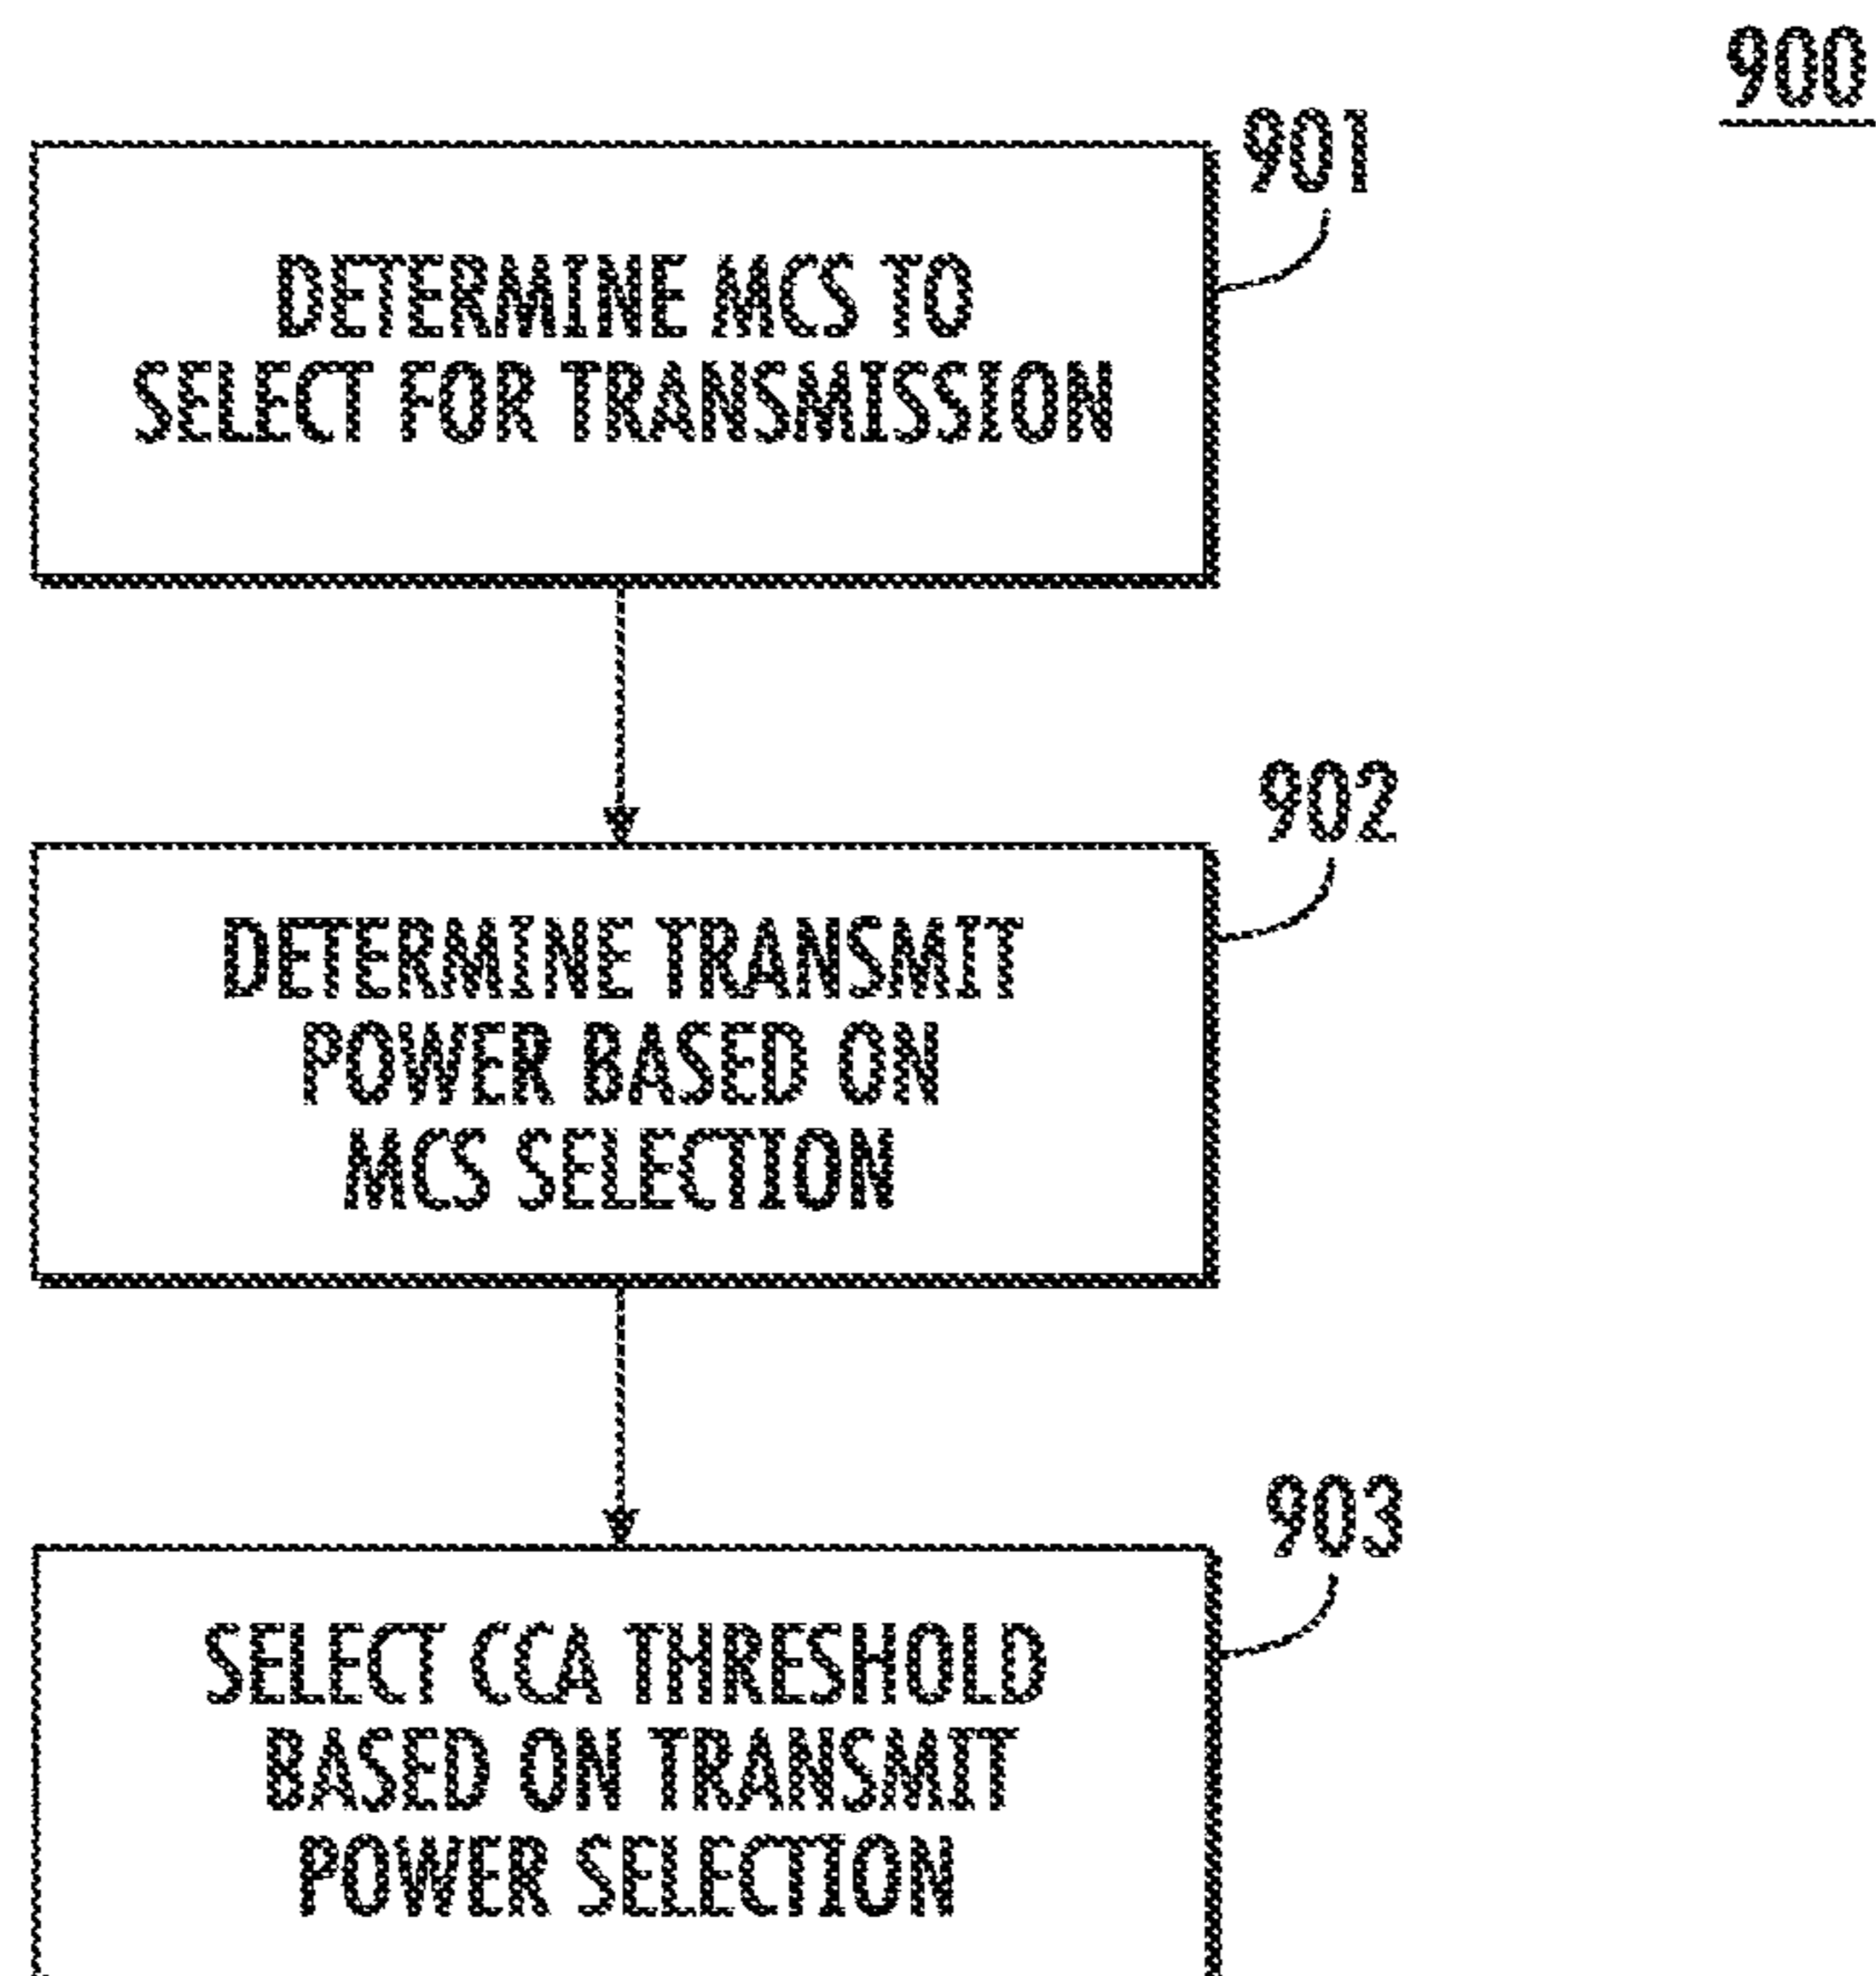 900
901
DETERMINE MCS TO
SELECT FOR TRANSMISSION
902
DETERMINE TRANSMIT
POWER BASED ON
MCS SELECTION
903
SELECT CCA THRESHOLD
BASED ON TRANSMIT
POWER SELECTION